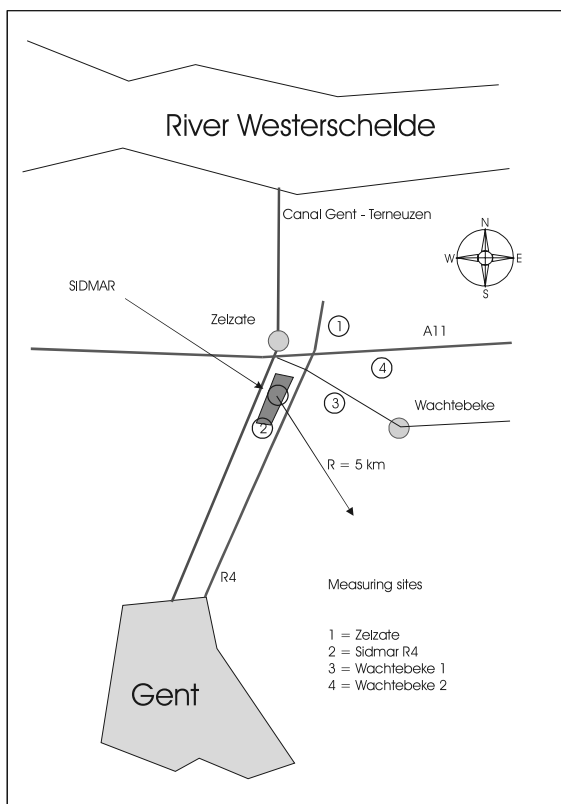 River Westerschelde
Canal Gent - Terneuzen
N
W E
S
SIDMAR
Zelzate
1
A11
4
3
Wachtebeke
2
R = 5 km
R4
Measuring sites
1 = Zelzate
2 = Sidmar R4
3 = Wachtebeke 1
4 = Wachtebeke 2
Gent